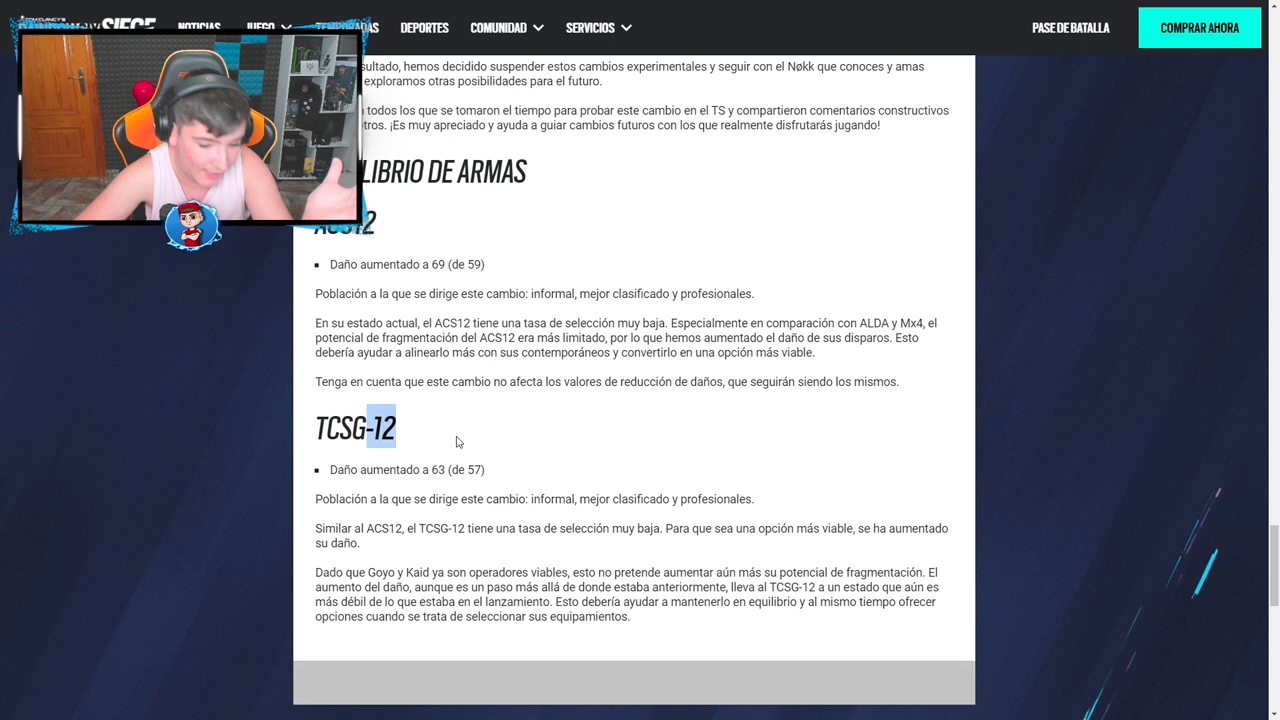 SIEGE NOTICIAS JUEGO TEMPORADAS DEPORTES COMUNIDAD SERVICIOS PASE DE BATALLA COMPRAR AHORA
hemos decidido suspender estos cambios experimentales y seguir con el Nøkk que conoces y amas
exploramos otras posibilidades para el futuro.
todos los que se tomaron el tiempo para probar este cambio en el TS y compartieron comentarios constructivos
¡Es muy apreciado y ayuda a guiar cambios futuros con los que realmente disfrutarás jugando!
LIBRIO DE ARMAS
ACS12
▪ Daño aumentado a 69 (de 59)
Población a la que se dirige este cambio: informal, mejor clasificado y profesionales.
En su estado actual, el ACS12 tiene una tasa de selección muy baja. Especialmente en comparación con ALDA y Mx4, el
potencial de fragmentación del ACS12 era más limitado, por lo que hemos aumentado el daño de sus disparos. Esto
debería ayudar a alinearlo más con sus contemporáneos y convertirlo en una opción más viable.
Tenga en cuenta que este cambio no afecta los valores de reducción de daños, que seguirán siendo los mismos.
TCSG-12
▪ Daño aumentado a 63 (de 57)
Población a la que se dirige este cambio: informal, mejor clasificado y profesionales.
Similar al ACS12, el TCSG-12 tiene una tasa de selección muy baja. Para que sea una opción más viable, se ha aumentado
su daño.
Dado que Goyo y Kaid ya son operadores viables, esto no pretende aumentar aún más su potencial de fragmentación. El
aumento del daño, aunque es un paso más allá de donde estaba anteriormente, lleva al TCSG-12 a un estado que aún es
más débil de lo que estaba en el lanzamiento. Esto debería ayudar a mantenerlo en equilibrio y al mismo tiempo ofrecer
opciones cuando se trata de seleccionar sus equipamientos.